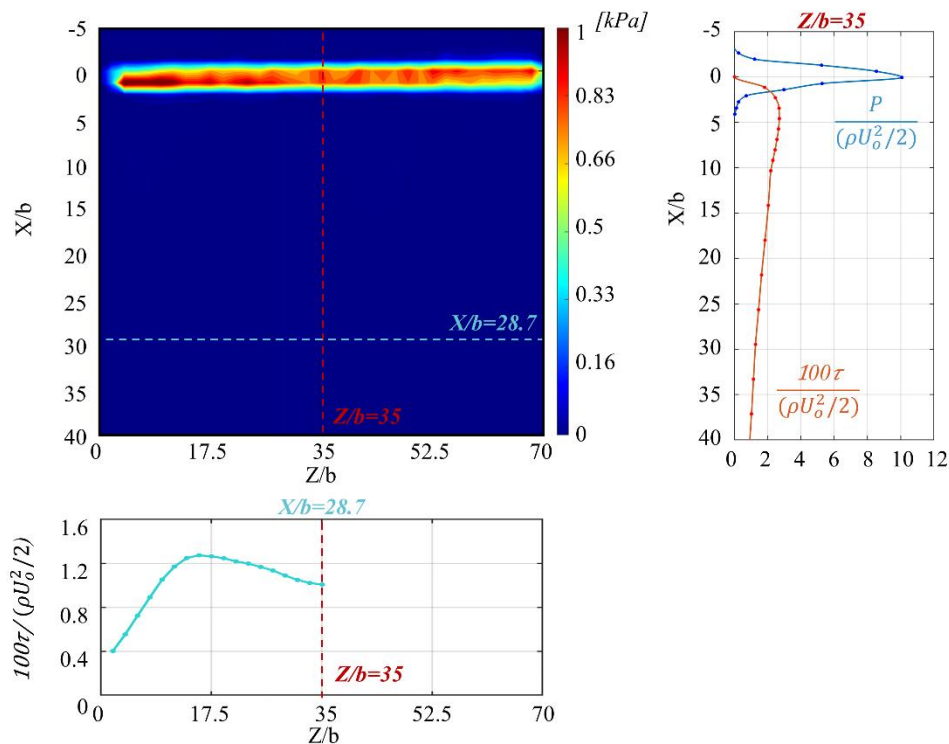 [kPa]
-5
0
5
10
15
20
25
30
35
40
X/b
0
17.5
35
52.5
70
Z/b
X/b=28.7
Z/b=35
1
0.83
0.66
0.5
0.33
0.16
0
Z/b=35
-5
0
5
10
15
20
25
30
35
40
X/b
P
(ρU_o^2/2)
100τ
(ρU_o^2/2)
0 2 4 6 8 10 12
X/b=28.7
1.6
1.2
0.8
0.4
0
100τ/(ρU_o^2/2)
Z/b=35
0
17.5
35
52.5
70
Z/b